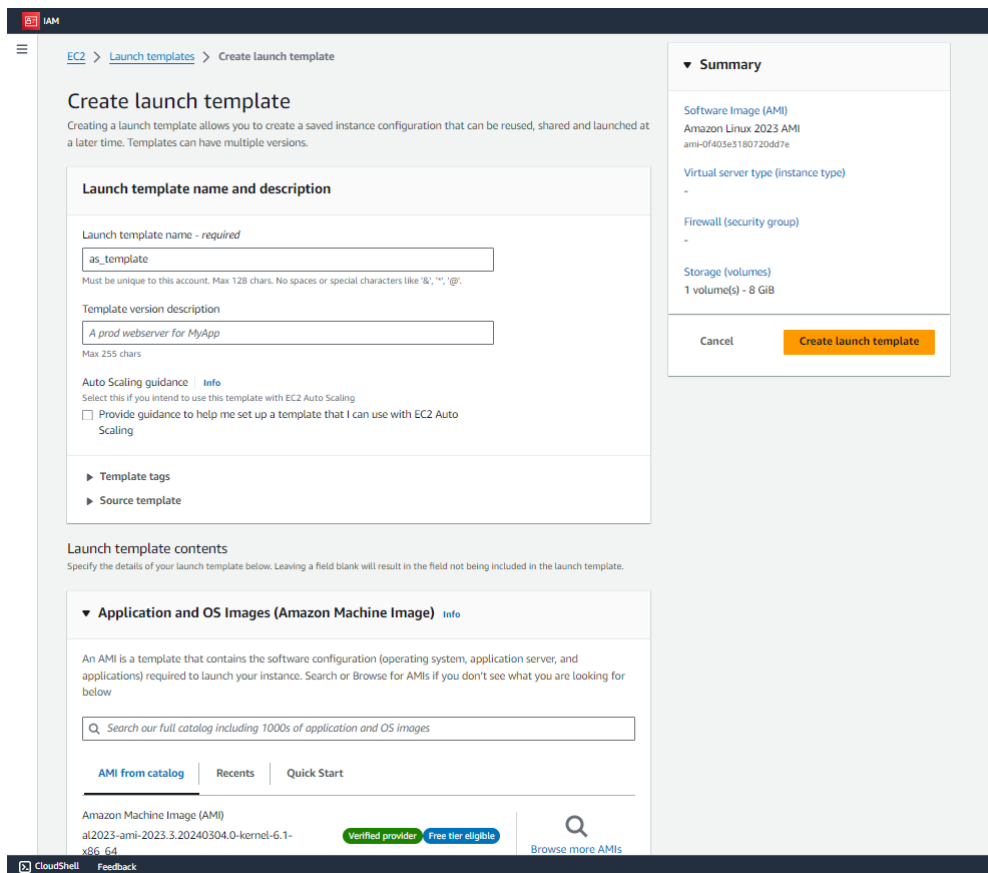 IAM
EC2 > Launch templates > Create launch template
Create launch template
Creating a launch template allows you to create a saved instance configuration that can be reused, shared and launched at
a later time. Templates can have multiple versions.
Launch template name and description
Launch template name - required
as_template
Must be unique to this account. Max 128 chars. No spaces or special characters like '&', '*', '@'.
Template version description
A prod webserver for MyApp
Max 255 chars
Auto Scaling guidance Info
Select this if you intend to use this template with EC2 Auto Scaling
Provide guidance to help me set up a template that I can use with EC2 Auto
Scaling
Template tags
Source template
Launch template contents
Specify the details of your launch template below. Leaving a field blank will result in the field not being included in the launch template.
Application and OS Images (Amazon Machine Image) Info
An AMI is a template that contains the software configuration (operating system, application server, and
applications) required to launch your instance. Search or Browse for AMIs if you don't see what you are looking for
below
Search our full catalog including 1000s of application and OS images
AMI from catalog Recents Quick Start
Amazon Machine Image (AMI)
al2023-ami-2023.3.20240304.0-kernel-6.1-
x86_64
Verified provider Free tier eligible
Browse more AMIs
Summary
Software Image (AMI)
Amazon Linux 2023 AMI
ami-0f403e3180720dd7e
Virtual server type (instance type)
-
Firewall (security group)
-
Storage (volumes)
1 volume(s) - 8 GiB
Cancel Create launch template
CloudShell Feedback